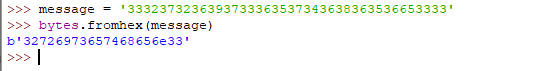 >>> message = '3332373236393733363537343638363536653333'
>>> bytes.fromhex(message)
b'32726973657468656e33'
>>>